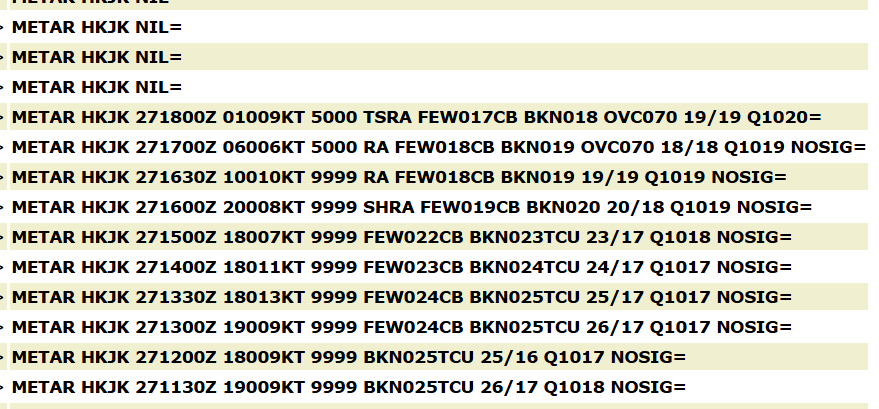 METAR HKJK NIL=
> METAR HKJK NIL=
> METAR HKJK NIL=
> METAR HKJK NIL=
> METAR HKJK 271800Z 01009KT 5000 TSRA FEW017CB BKN018 OVC070 19/19 Q1020=
> METAR HKJK 271700Z 06006KT 5000 RA FEW018CB BKN019 OVC070 18/18 Q1019 NOSIG=
> METAR HKJK 271630Z 10010KT 9999 RA FEW018CB BKN019 19/19 Q1019 NOSIG=
> METAR HKJK 271600Z 20008KT 9999 SHRA FEW019CB BKN020 20/18 Q1019 NOSIG=
> METAR HKJK 271500Z 18007KT 9999 FEW022CB BKN023TCU 23/17 Q1018 NOSIG=
> METAR HKJK 271400Z 18011KT 9999 FEW023CB BKN024TCU 24/17 Q1017 NOSIG=
> METAR HKJK 271330Z 18013KT 9999 FEW024CB BKN025TCU 25/17 Q1017 NOSIG=
> METAR HKJK 271300Z 19009KT 9999 FEW024CB BKN025TCU 26/17 Q1017 NOSIG=
> METAR HKJK 271200Z 18009KT 9999 BKN025TCU 25/16 Q1017 NOSIG=
> METAR HKJK 271130Z 19009KT 9999 BKN025TCU 26/17 Q1018 NOSIG=